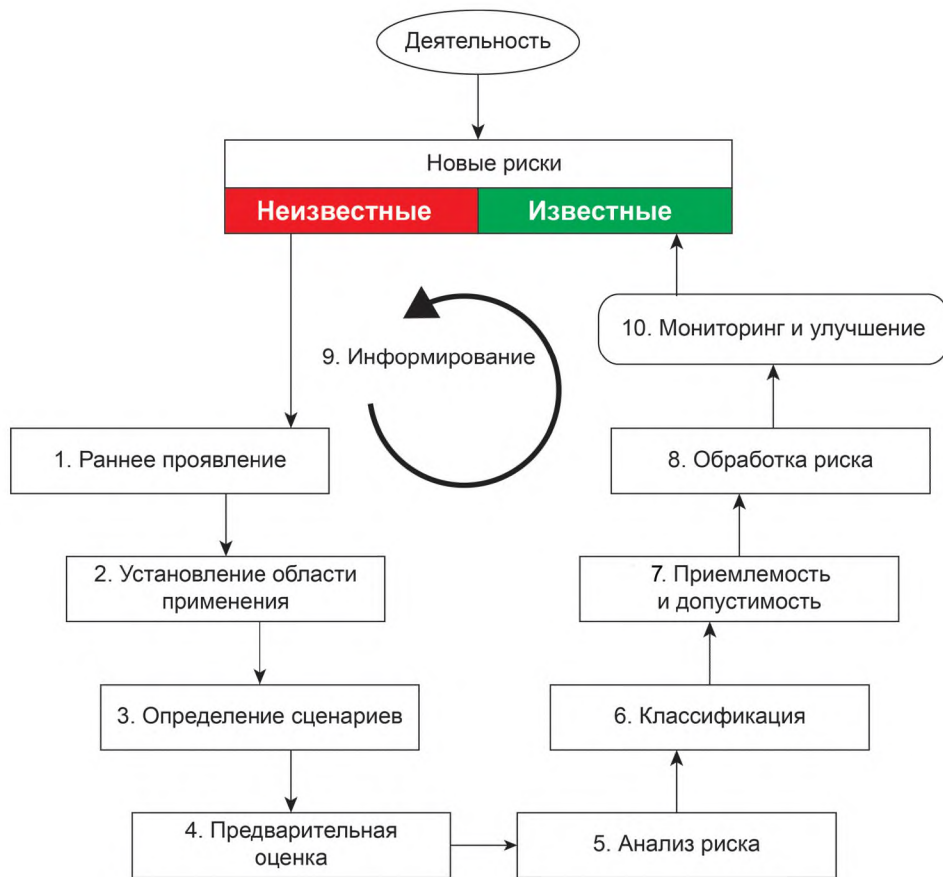 Деятельность
Новые риски
Неизвестные
Известные
9. Информирование
10. Мониторинг и улучшение
1. Раннее проявление
8. Обработка риска
2. Установление области
применения
7. Приемлемость
и допустимость
3. Определение сценариев
6. Классификация
4. Предварительная
оценка
5. Анализ риска